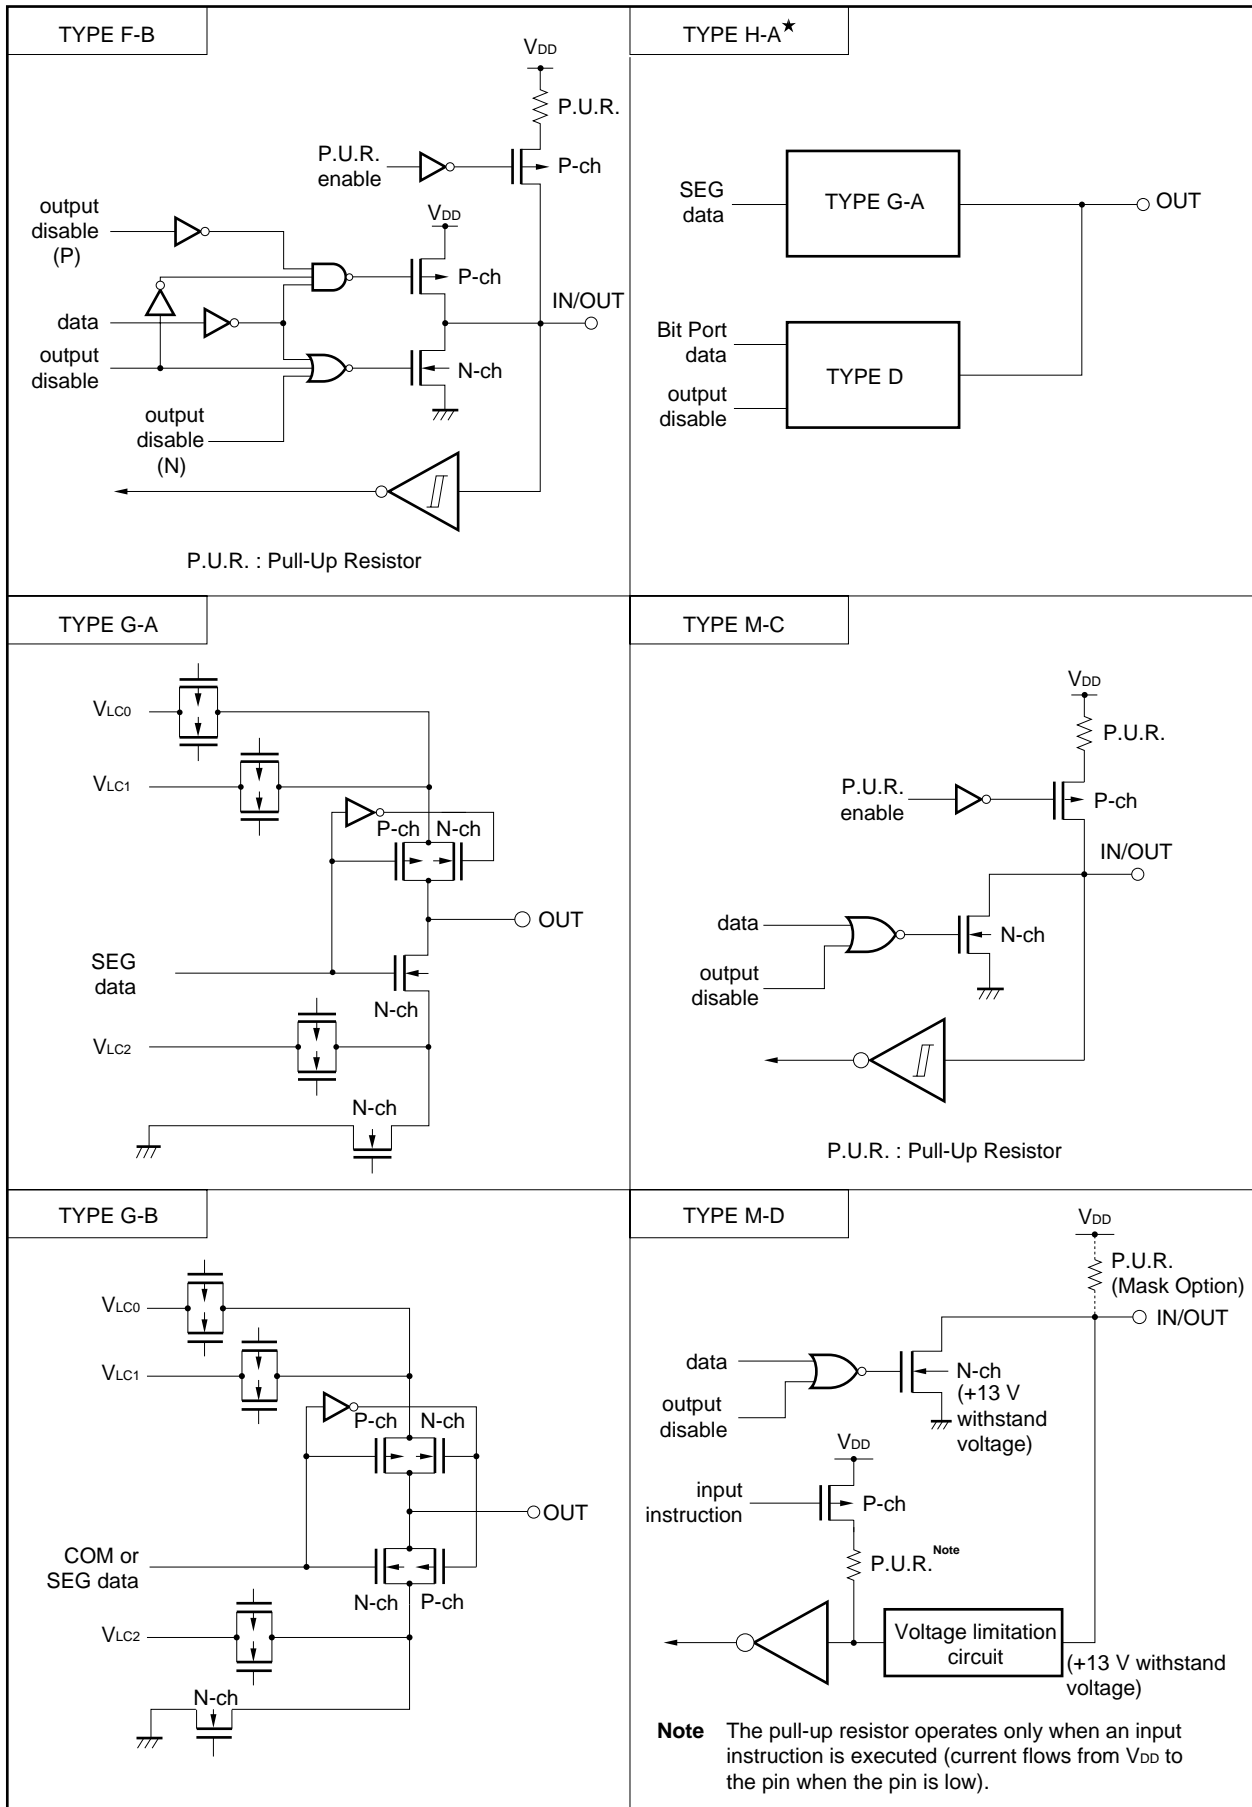 TYPE F-B
VDD
P.U.R.
P.U.R.
enable
P-ch
output
disable
(P)
VDD
P-ch
IN/OUT
data
output
disable
N-ch
output
disable
(N)
P.U.R. : Pull-Up Resistor
TYPE H-A★
SEG
data
TYPE G-A
OUT
Bit Port
data
TYPE D
output
disable
TYPE G-A
VLC0
VLC1
P-ch N-ch
OUT
SEG
data
N-ch
VLC2
N-ch
TYPE M-C
VDD
P.U.R.
P.U.R.
enable
P-ch
IN/OUT
data
N-ch
output
disable
P.U.R. : Pull-Up Resistor
TYPE G-B
VLC0
VLC1
P-ch N-ch
OUT
COM or
SEG data
N-ch P-ch
VLC2
N-ch
TYPE M-D
VDD
P.U.R.
(Mask Option)
IN/OUT
data
N-ch
(+13 V
withstand
voltage)
output
disable
VDD
input
instruction
P-ch
P.U.R.Note
Voltage limitation
circuit
(+13 V withstand
voltage)
Note The pull-up resistor operates only when an input
instruction is executed (current flows from VDD to
the pin when the pin is low).